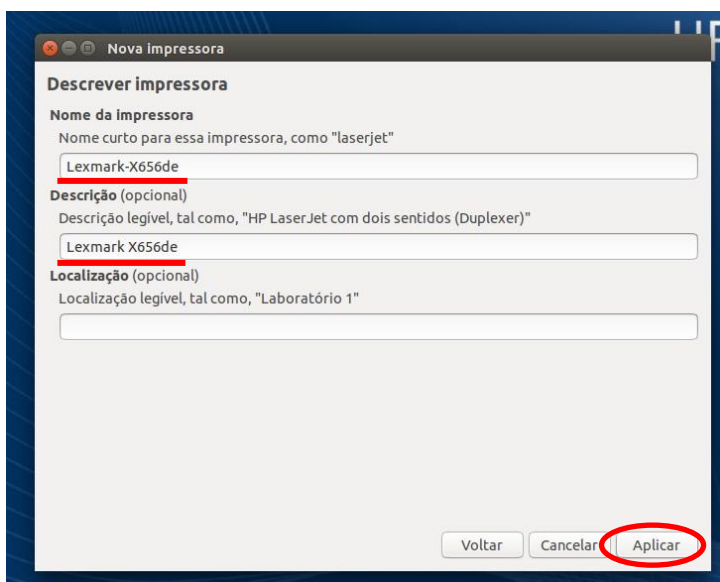 Nova impressora
Descrever impressora
Nome da impressora
Nome curto para essa impressora, como "laserjet"
Lexmark-X656de
Descrição (opcional)
Descrição legível, tal como, "HP LaserJet com dois sentidos (Duplexer)"
Lexmark X656de
Localização (opcional)
Localização legível, tal como, "Laboratório 1"
Voltar Cancelar Aplicar